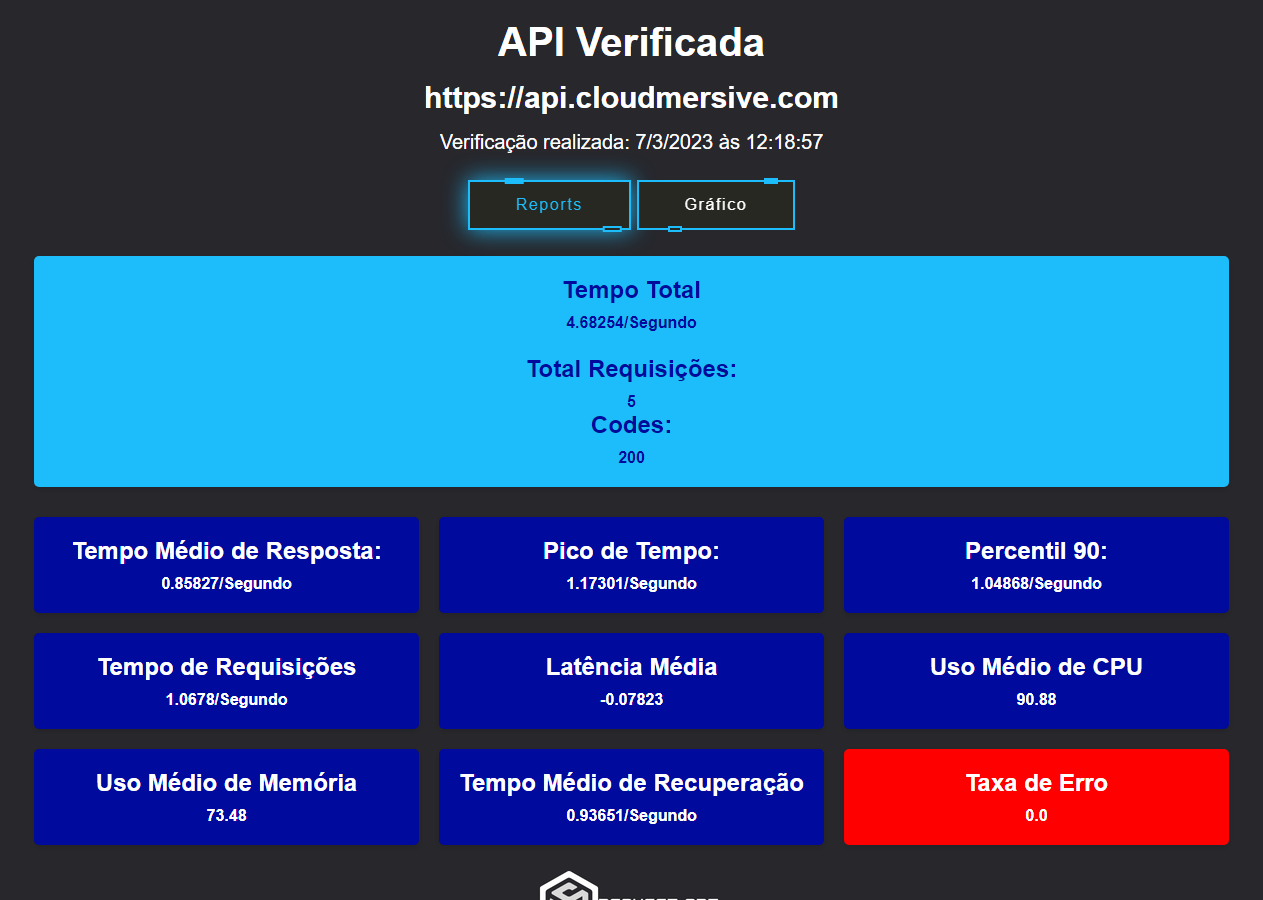 API Verificada
https://api.cloudmersive.com
Verificação realizada: 7/3/2023 às 12:18:57
Reports
Gráfico
Tempo Total
4.68254/Segundo
Total Requisições:
5
Codes:
200
Tempo Médio de Resposta:
0.85827/Segundo
Pico de Tempo:
1.17301/Segundo
Percentil 90:
1.04868/Segundo
Tempo de Requisições
1.0678/Segundo
Latência Média
-0.07823
Uso Médio de CPU
90.88
Uso Médio de Memória
73.48
Tempo Médio de Recuperação
0.93651/Segundo
Taxa de Erro
0.0